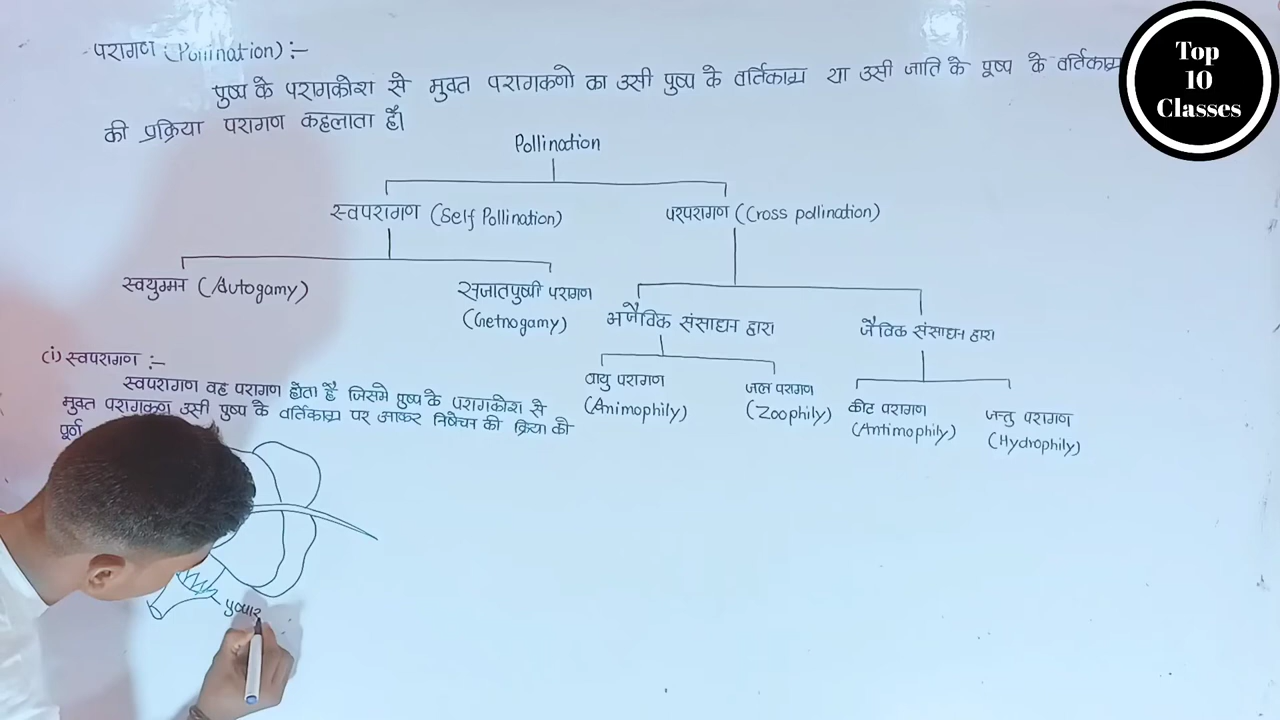 परागण (Pollination) :-
पुष्प के परागकोश से मुक्त परागकणो का उसी पुष्प के वर्तिकाग्र या उसी जाति के पुष्प के वर्तिकाग्र
की प्रक्रिया परागण कहलाता है।
Pollination
स्वपरागण (Self Pollination)
परपरागण (Cross pollination)
स्वयुग्मन (Autogamy)
सजातपुष्पी परागण
(Gietnogamy)
अजैविक संसाधन द्वारा
जैविक संसाधन द्वारा
वायु परागण
(Animophily)
जल परागण
(Zoophily)
कीट परागण
(Antimophily)
जन्तु परागण
(Hydrophily)
(i) स्वपरागण :-
स्वपरागण वह परागण होता है जिसमे पुष्प के परागकोश से
मुक्त परागकण उसी पुष्प के वर्तिकाग्र पर आकर निषेचन की क्रिया को
पूर्ण
Top
10
Classes